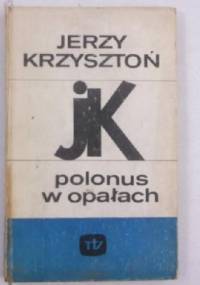 JERZY
KRZYSZTOŃ
jK
polonus
w opałach